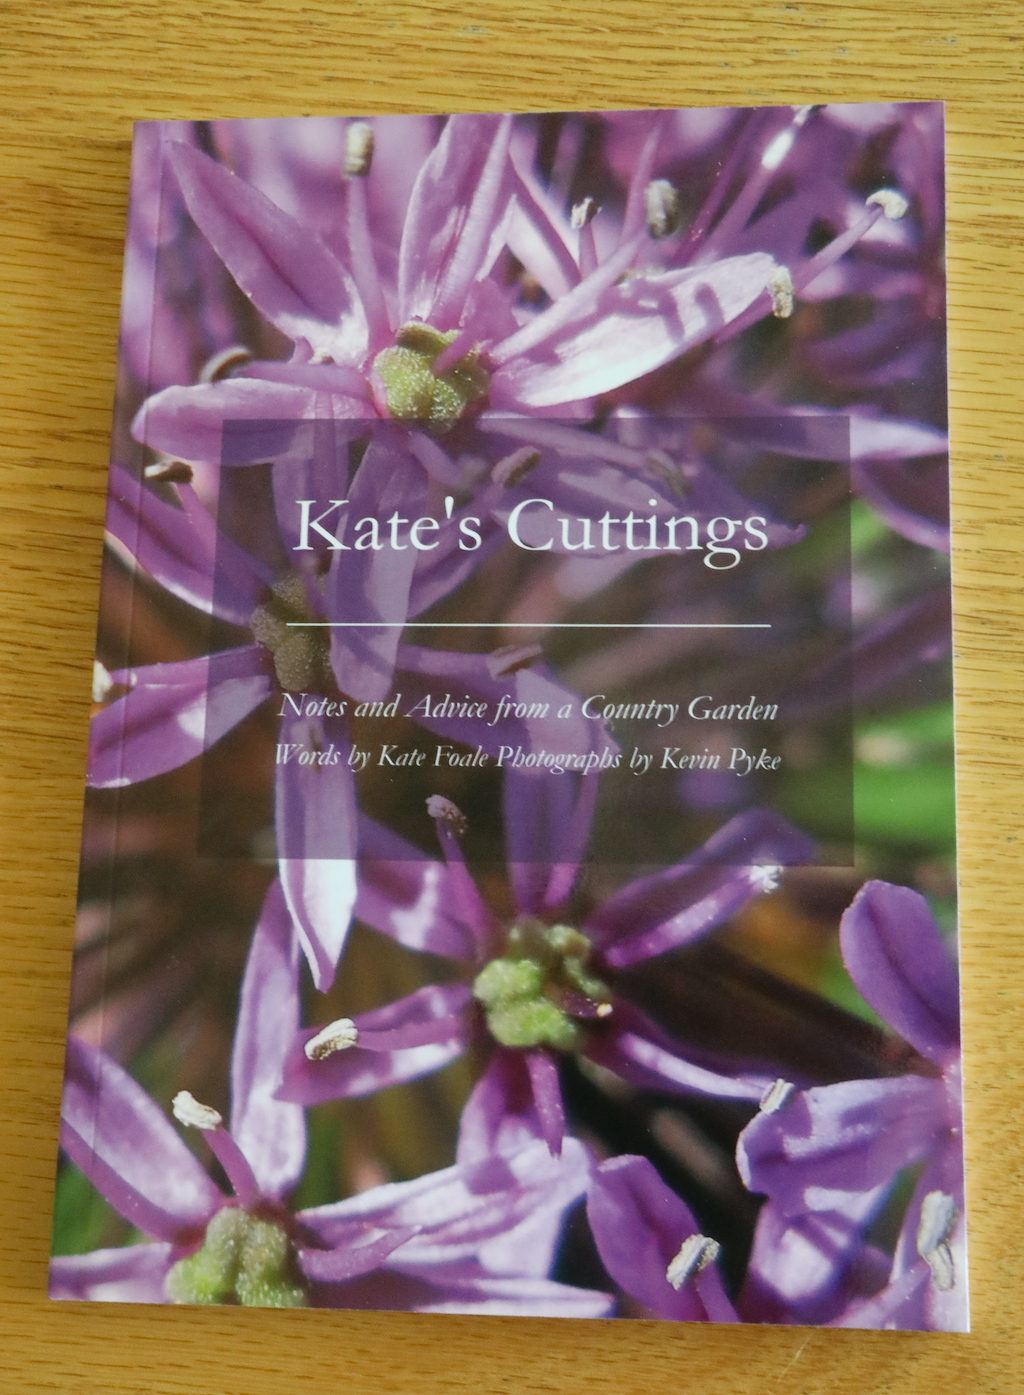 Kate's Cuttings
Notes and Advice from a Country Garden
Words by Kate Foale Photographs by Kevin Pyke